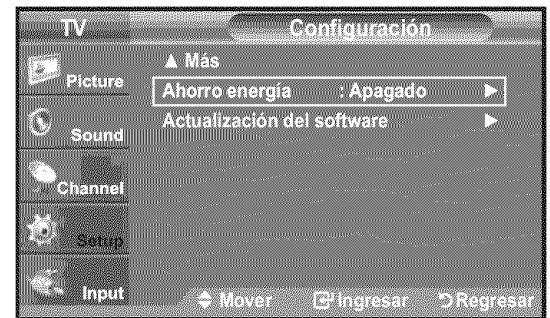 TV
Configuración
Picture
Sound
Channel
Setup
Input
▲ Más
Ahorro energía : Apagado ►
Actualización del software ►
Mover Ingresar Regresar